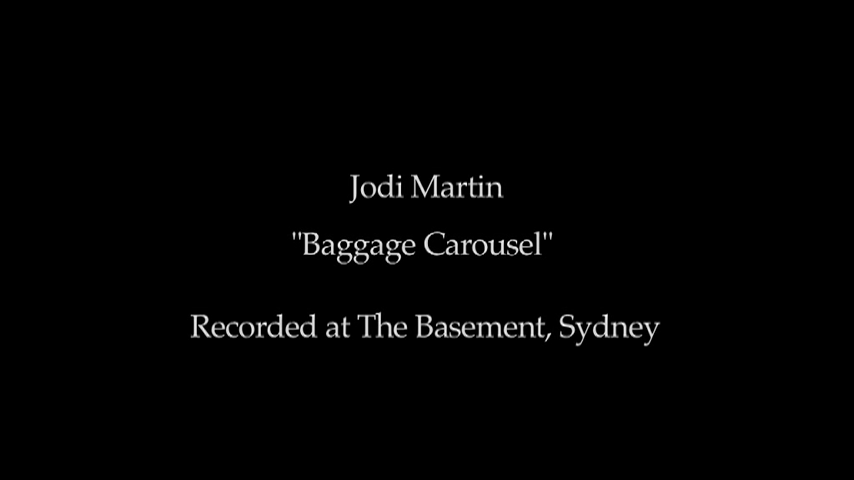 Jodi Martin
"Baggage Carousel"
Recorded at The Basement, Sydney